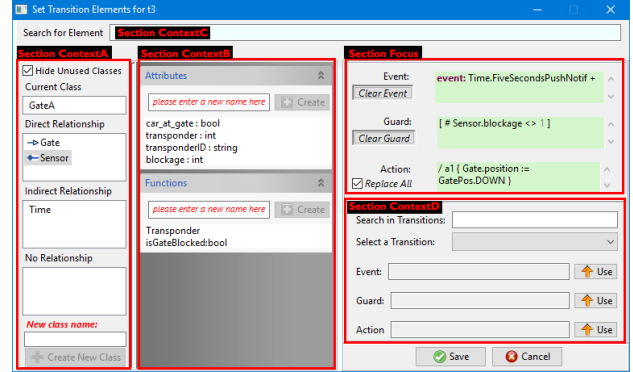 Set Transition Elements for t3
Search for Element
Section ContextC
Section ContextA
Hide Unused Classes
Current Class
GateA
Direct Relationship
Gate
Sensor
Indirect Relationship
Time
No Relationship
New class name:
Create New Class
Section ContextB
Attributes
please enter a new name here
Create
car_at_gate : bool
transponder : int
transponderID : string
blockage : int
Functions
please enter a new name here
Create
Transponder
isGateBlocked:bool
Section Focus
Event:
Clear Event
event: Time.FiveSecondsPushNotif +
Guard:
Clear Guard
[ # Sensor.blockage <> 1 ]
Action:
Replace All
/ a1 { Gate.position :=
GatePos.DOWN }
Section ContextD
Search in Transitions:
Select a Transition:
Event:
Use
Guard:
Use
Action
Use
Save
Cancel